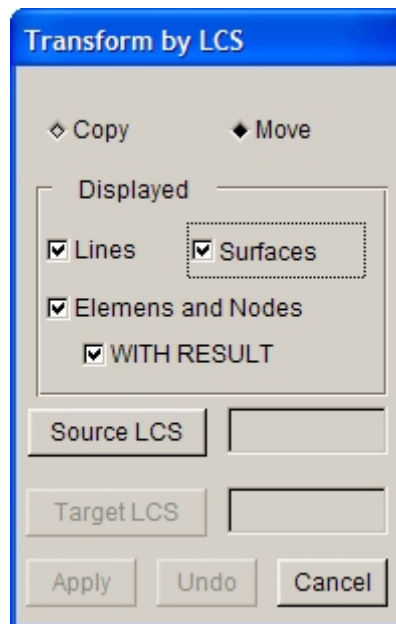 Transform by LCS
Copy Move
Displayed
Lines Surfaces
Elemens and Nodes
WITH RESULT
Source LCS
Target LCS
Apply Undo Cancel